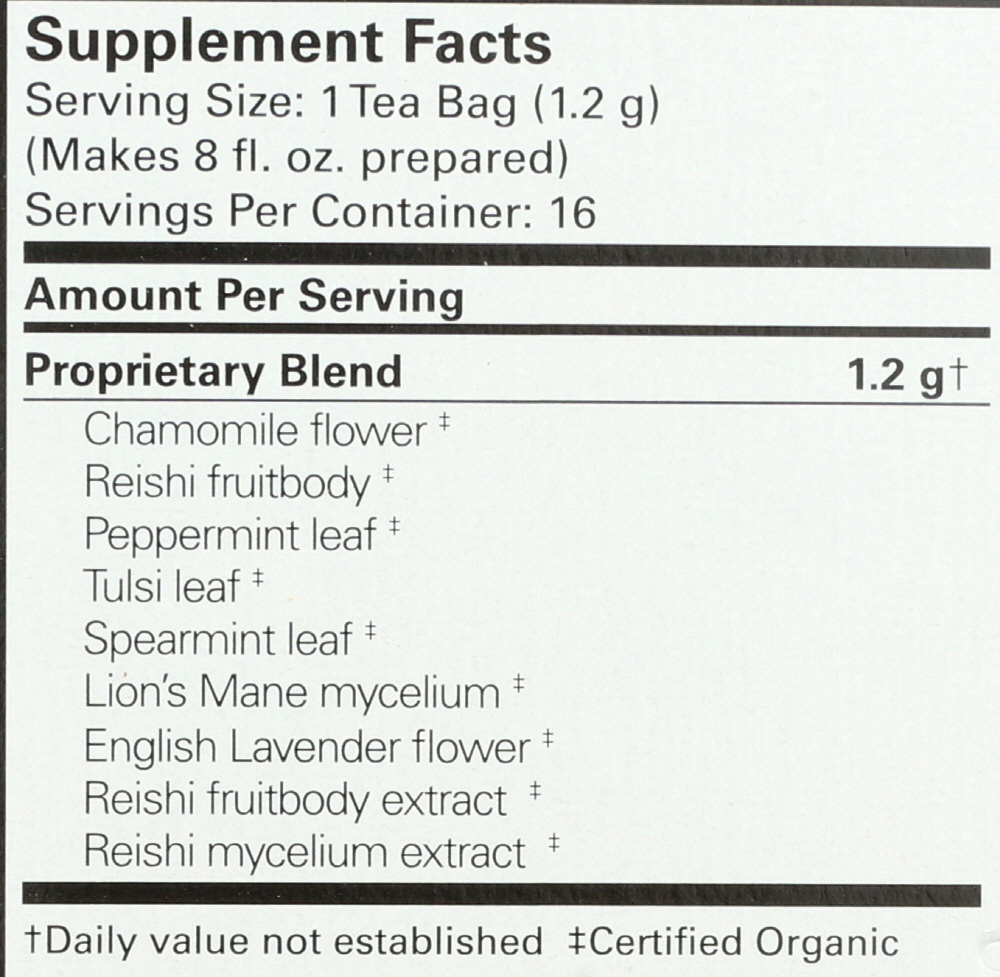 Supplement Facts
Serving Size: 1 Tea Bag (1.2 g)
(Makes 8 fl. oz. prepared)
Servings Per Container: 16
Amount Per Serving
Proprietary Blend 1.2 g†
Chamomile flower ‡
Reishi fruitbody ‡
Peppermint leaf ‡
Tulsi leaf ‡
Spearmint leaf ‡
Lion's Mane mycelium ‡
English Lavender flower ‡
Reishi fruitbody extract ‡
Reishi mycelium extract ‡
†Daily value not established ‡Certified Organic